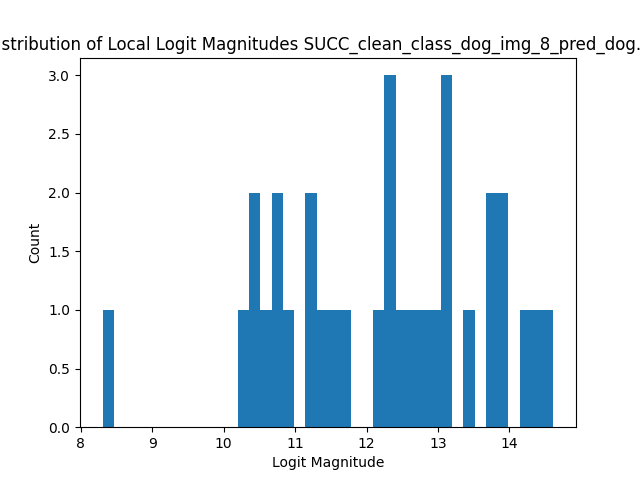 stribution of Local Logit Magnitudes SUCC_clean_class_dog_img_8_pred_dog.
3.0
2.5
2.0
1.5
1.0
0.5
0.0
Count
8 9 10 11 12 13 14
Logit Magnitude